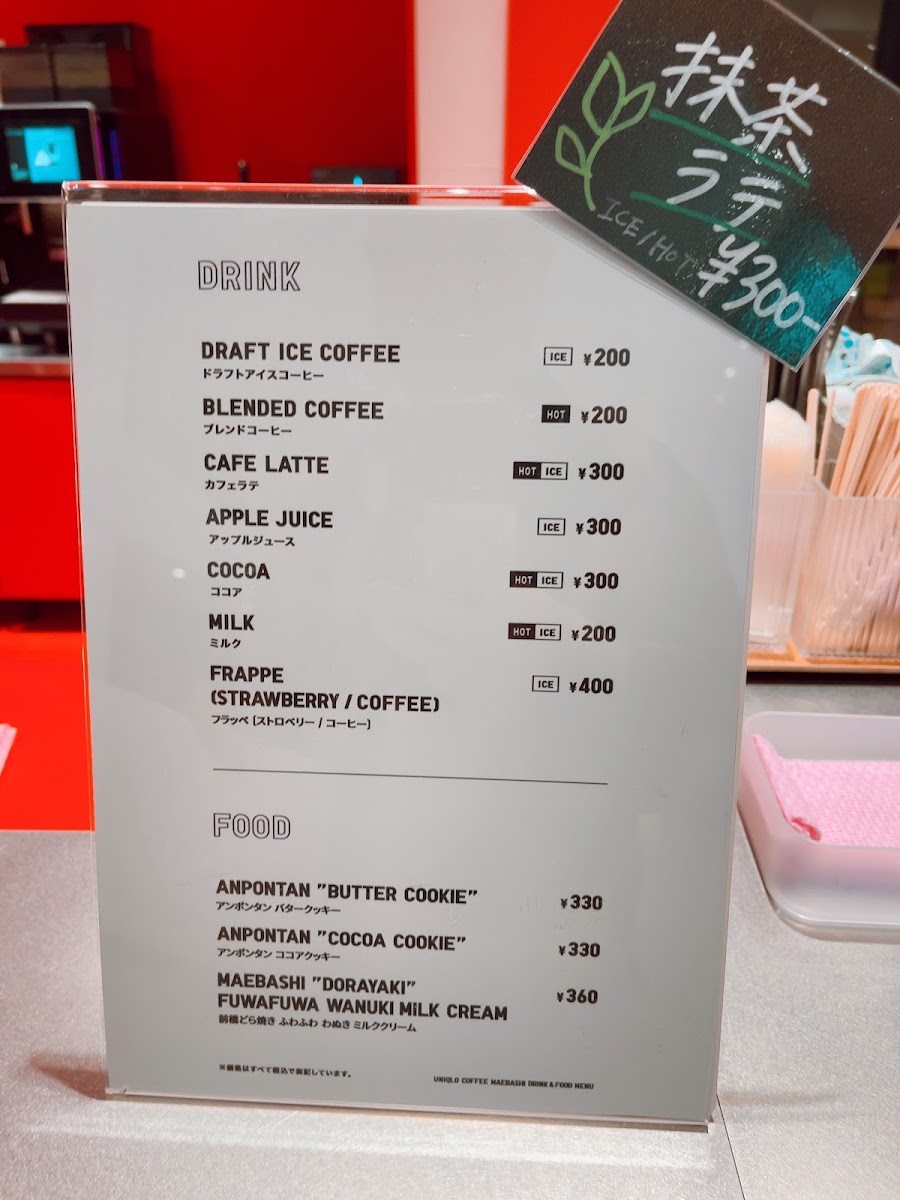 抹茶
ラテ
ICE/HOT
¥300-
DRINK
DRAFT ICE COFFEE ICE ¥200
ドラフトアイスコーヒー
BLENDED COFFEE HOT ¥200
ブレンドコーヒー
CAFE LATTE HOT ICE ¥300
カフェラテ
APPLE JUICE ICE ¥300
アップルジュース
COCOA HOT ICE ¥300
ココア
MILK HOT ICE ¥200
ミルク
FRAPPE ICE ¥400
(STRAWBERRY / COFFEE)
フラッペ (ストロベリー / コーヒー)
FOOD
ANPONTAN "BUTTER COOKIE" ¥330
アンポンタン バタークッキー
ANPONTAN "COCOA COOKIE" ¥330
アンポンタン ココアクッキー
MAEBASHI "DORAYAKI" ¥360
FUWAFUWA WANUKI MiLK CREAM
前橋どら焼き ふわふわ わぬき ミルククリーム
※価格はすべて税込で表記しています。
UNIQLO COFFEE MAEBASHI DRINK & FOOD MENU